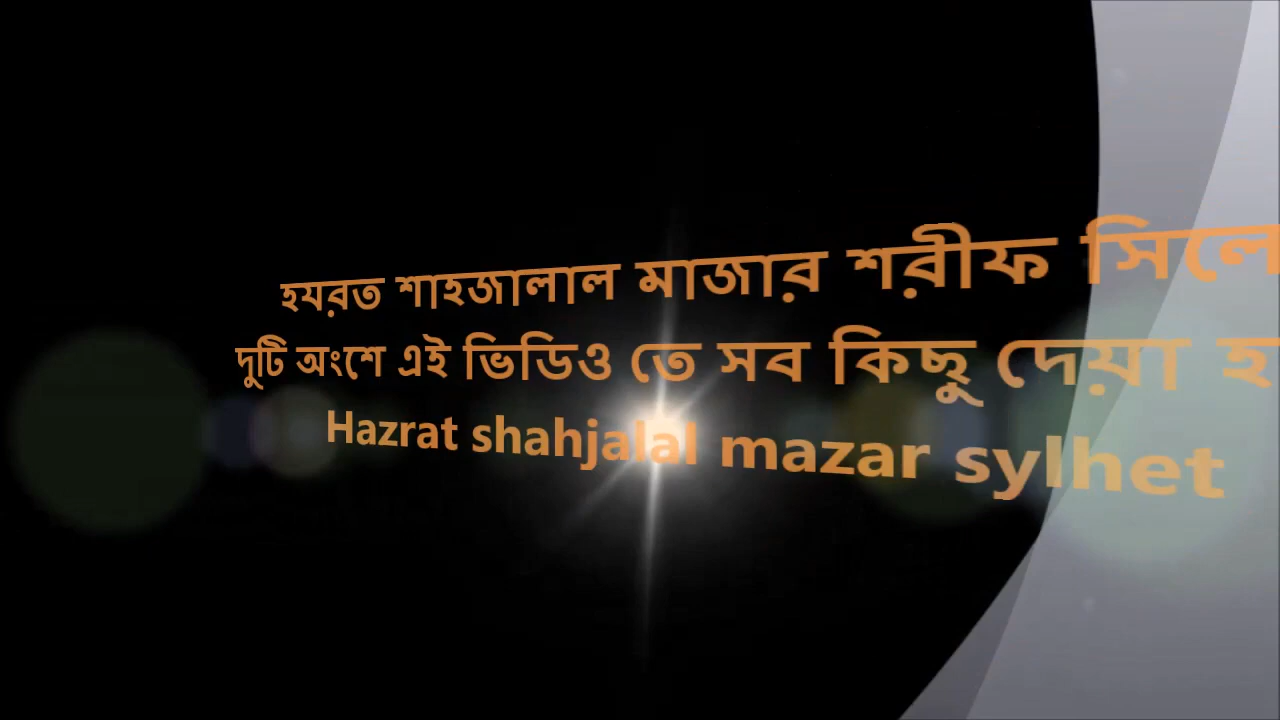 হযরত শাহজালাল মাজার শরীফ সিলে
দুটি অংশে এই ভিডিও তে সব কিছু দেয়া হ
Hazrat shahjalal mazar sylhet